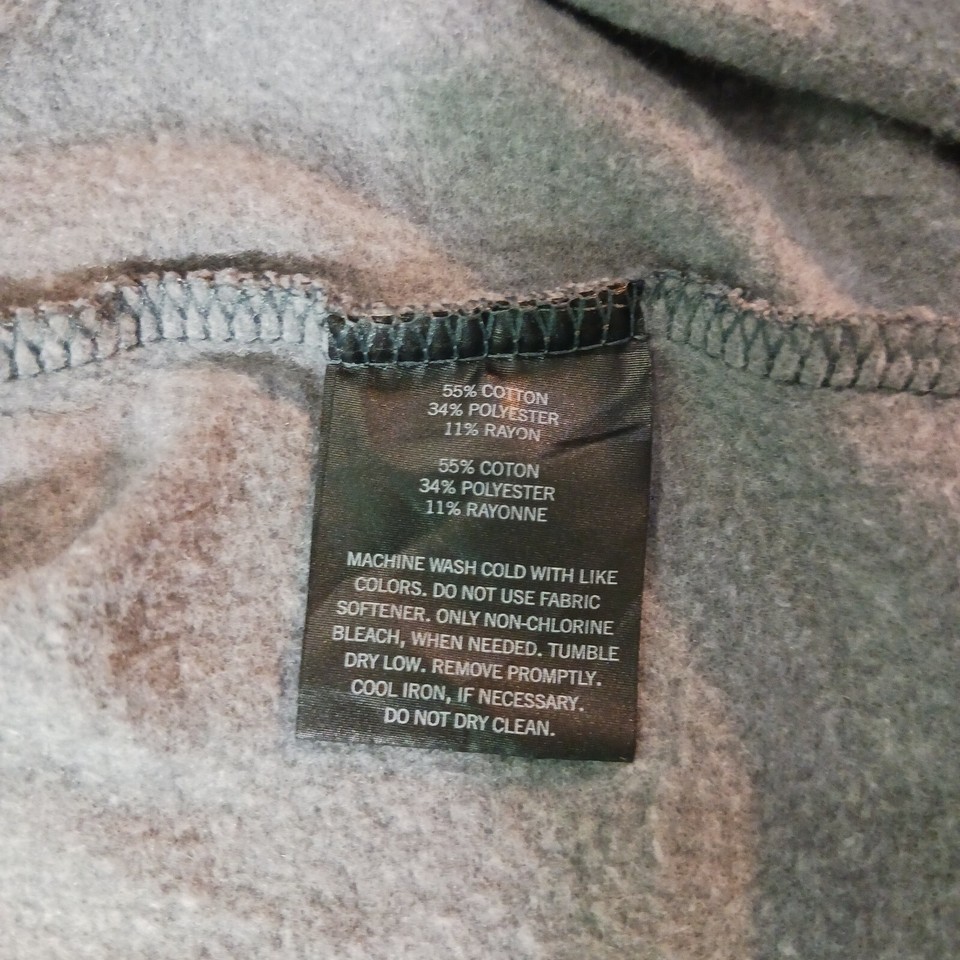 55% COTTON
34% POLYESTER
11% RAYON
55% COTON
34% POLYESTER
11% RAYONNE
MACHINE WASH COLD WITH LIKE
COLORS. DO NOT USE FABRIC
SOFTENER. ONLY NON-CHLORINE
BLEACH, WHEN NEEDED. TUMBLE
DRY LOW. REMOVE PROMPTLY.
COOL IRON, IF NECESSARY.
DO NOT DRY CLEAN.